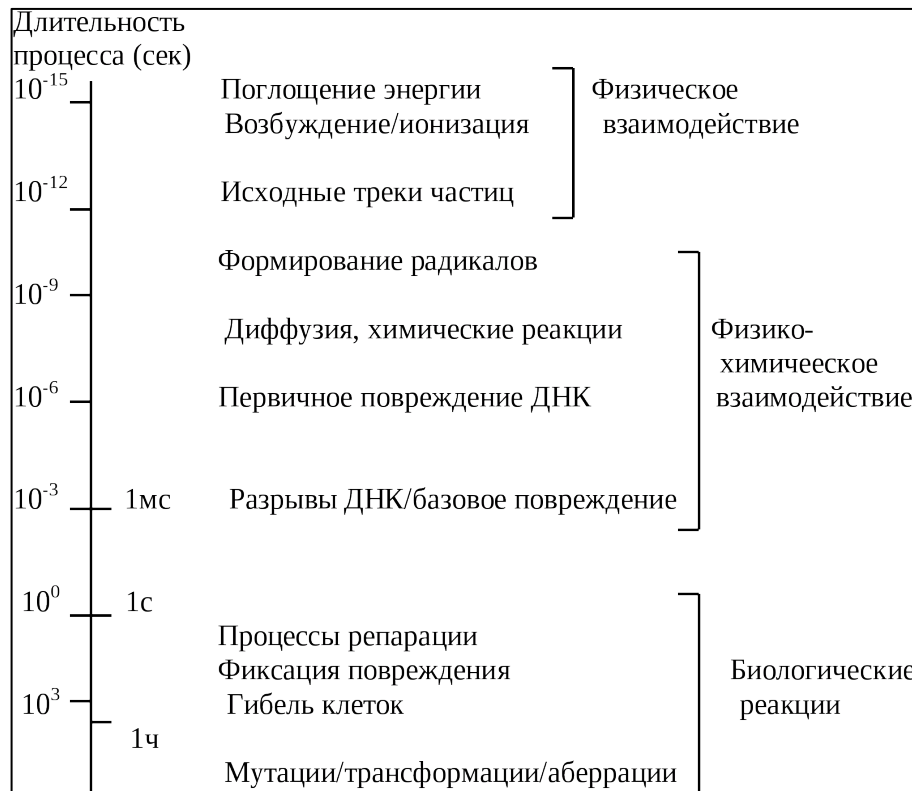 Длительность
процесса (сек)
10⁻¹⁵ Поглощение энергии Физическое
Возбуждение/ионизация взаимодействие
10⁻¹² Исходные треки частиц
Формирование радикалов
10⁻⁹
Диффузия, химические реакции Физико-
химичееское
10⁻⁶ Первичное повреждение ДНК взаимодействие
10⁻³ 1мс Разрывы ДНК/базовое повреждение
10⁰ 1с
Процессы репарации
Фиксация повреждения Биологические
10³ Гибель клеток реакции
1ч
Мутации/трансформации/аберрации